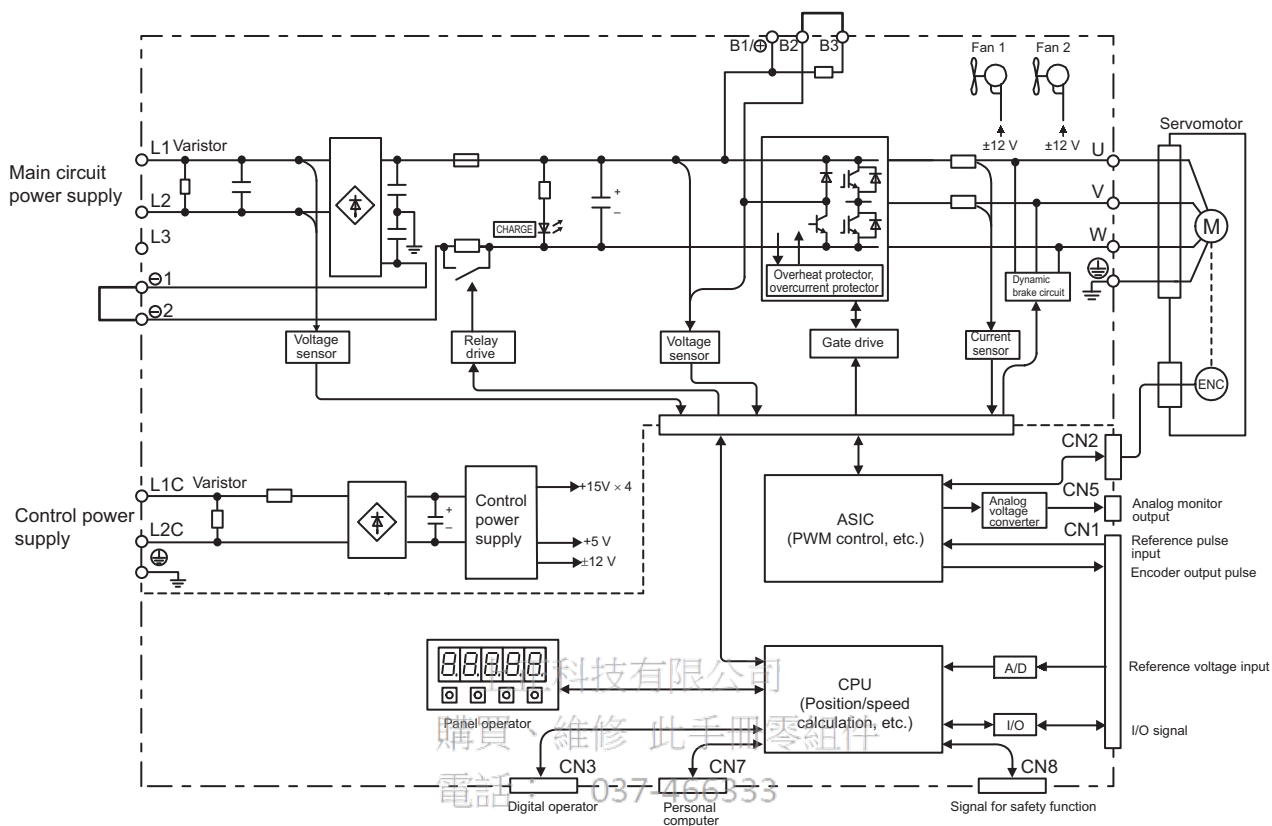 B1/⊕ B2 B3
Fan 1 Fan 2
±12 V ±12 V
Servomotor
Main circuit
power supply
L1 Varistor
L2
L3
⊖1
⊖2
CHARGE
+
–
Overheat protector,
overcurrent protector
U
V
W
M
Dynamic
brake circuit
Voltage
sensor
Relay
drive
Voltage
sensor
Gate drive
Current
sensor
ENC
Control power
supply
L1C Varistor
L2C
+
–
Control
power
supply
+15V × 4
+5 V
±12 V
ASIC
(PWM control, etc.)
Analog
voltage
converter
CN2
CN5
Analog monitor
output
CN1
Reference pulse
input
Encoder output pulse
8.8.8.8.8.
Panel operator
CPU
(Position/speed
calculation, etc.)
A/D
Reference voltage input
I/O
I/O signal
CN3
Digital operator
CN7
Personal
computer
CN8
Signal for safety function
科技有限公司
購買、維修 此手冊零組件
電話： 037-466333